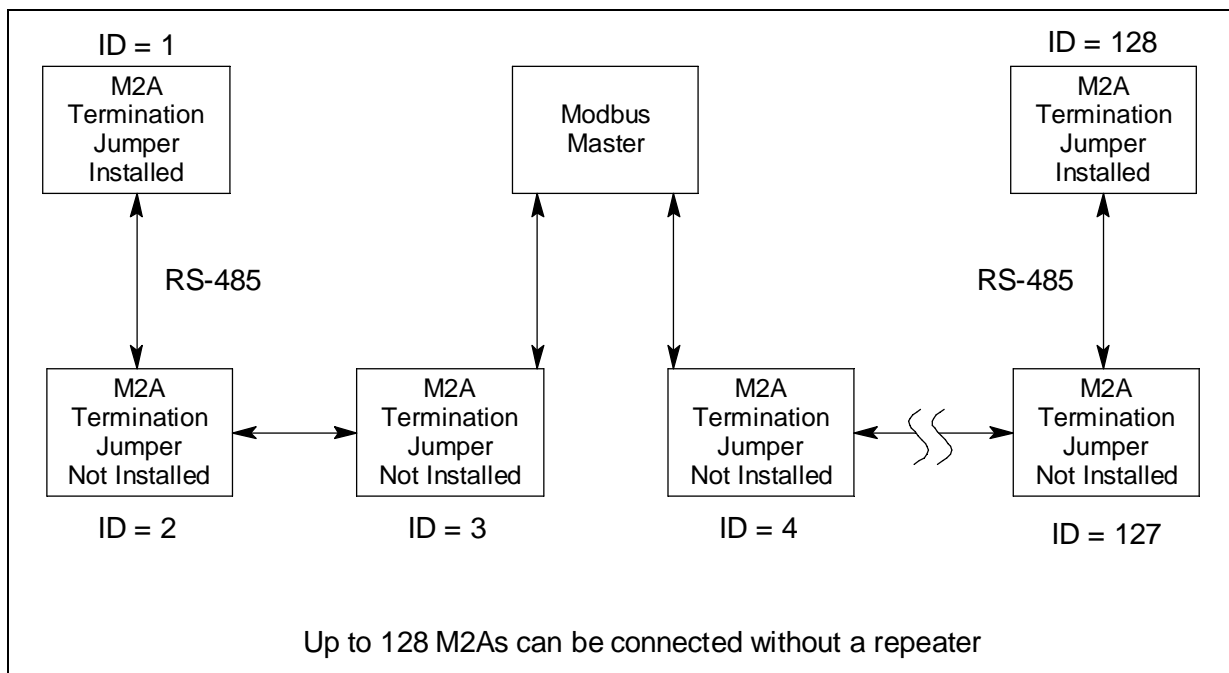 ID = 1
M2A
Termination
Jumper
Installed
Modbus
Master
ID = 128
M2A
Termination
Jumper
Installed
RS-485
RS-485
M2A
Termination
Jumper
Not Installed
ID = 2
M2A
Termination
Jumper
Not Installed
ID = 3
M2A
Termination
Jumper
Not Installed
ID = 4
M2A
Termination
Jumper
Not Installed
ID = 127
Up to 128 M2As can be connected without a repeater